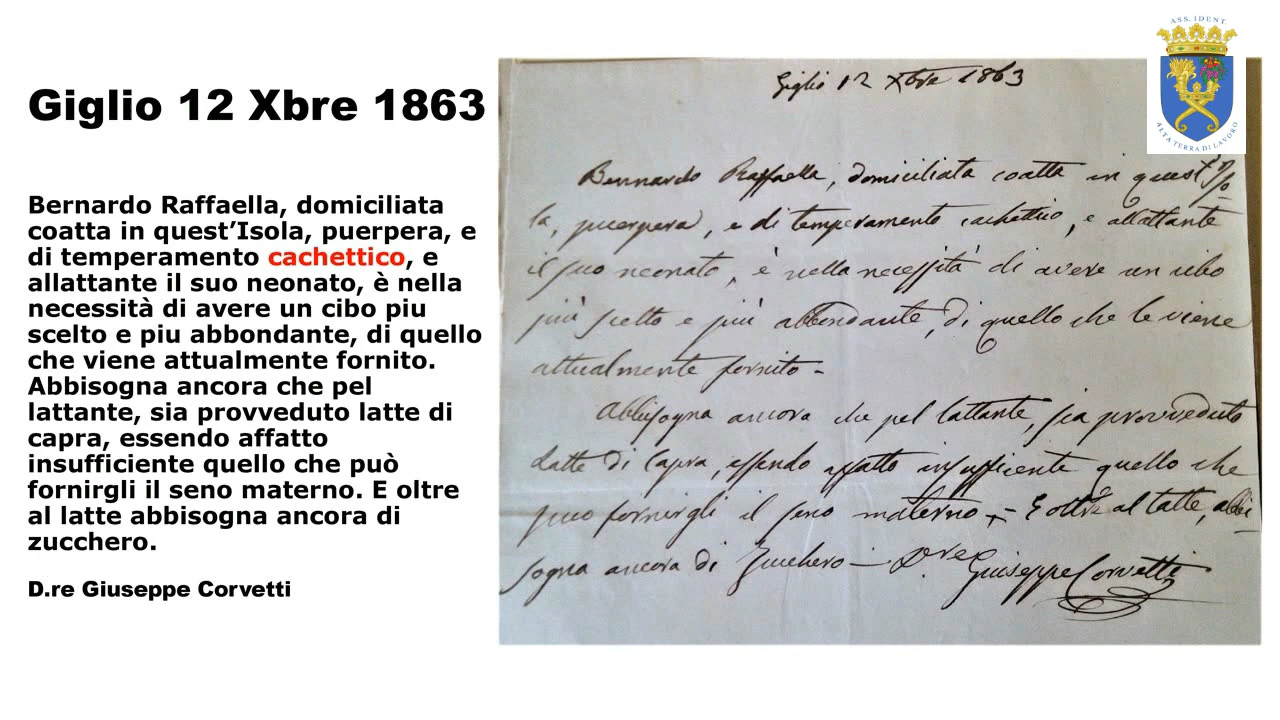 Giglio 12 Xbre 1863
Bernardo Raffaella, domiciliata
coatta in quest’Isola, puerpera, e
di temperamento cachettico, e
allattante il suo neonato, è nella
necessità di avere un cibo piu
scelto e piu abbondante, di quello
che viene attualmente fornito.
Abbisogna ancora che pel
lattante, sia provveduto latte di
capra, essendo affatto
insufficiente quello che può
fornirgli il seno materno. E oltre
al latte abbisogna ancora di
zucchero.
D.re Giuseppe Corvetti
Giglio 12 Xbre 1863
Bernardo Raffaella, domiciliata coatta in quest'Iso-
la, puerpera, e di temperamento cachettico, e allattante
il suo neonato, è nella necessità di avere un cibo
più scelto e più abbondante, di quello che le viene
attualmente fornito -
Abbisogna ancora che pel lattante, sia provveduto
latte di Capra, essendo affatto insufficiente quello che
può fornirgli il seno materno - E oltre al latte, abbi-
sogna ancora di Zucchero - Dre Giuseppe Corvetti
ASS. IDENT.
ALTA TERRA DI LAVORO